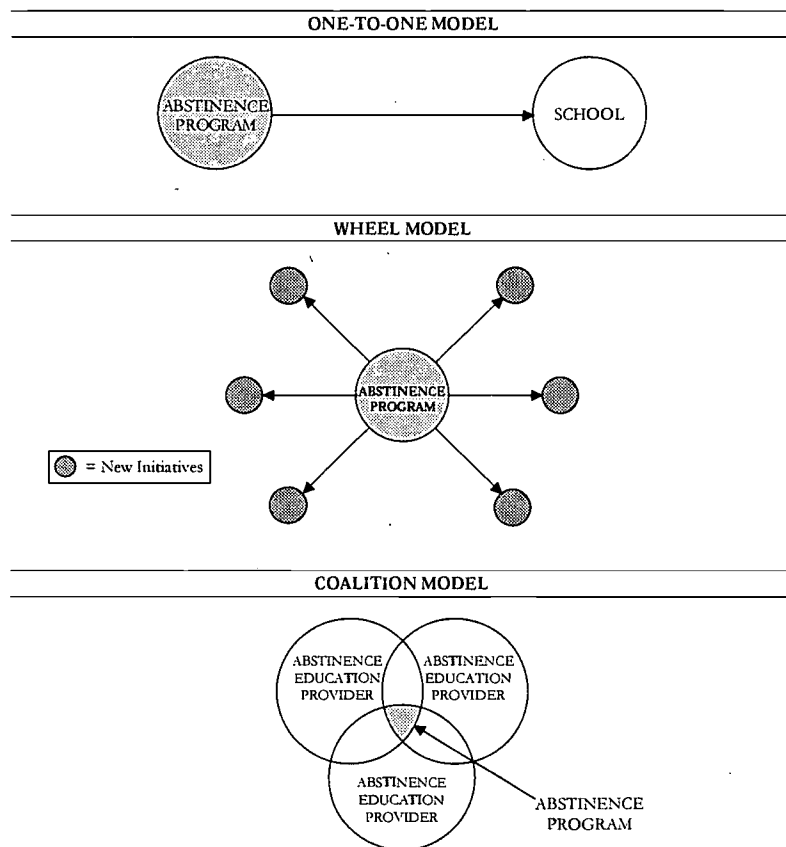 ONE-TO-ONE MODEL
ABSTINENCE
PROGRAM
SCHOOL
WHEEL MODEL
ABSTINENCE
PROGRAM
= New Initiatives
COALITION MODEL
ABSTINENCE
EDUCATION
PROVIDER
ABSTINENCE
EDUCATION
PROVIDER
ABSTINENCE
EDUCATION
PROVIDER
ABSTINENCE
PROGRAM